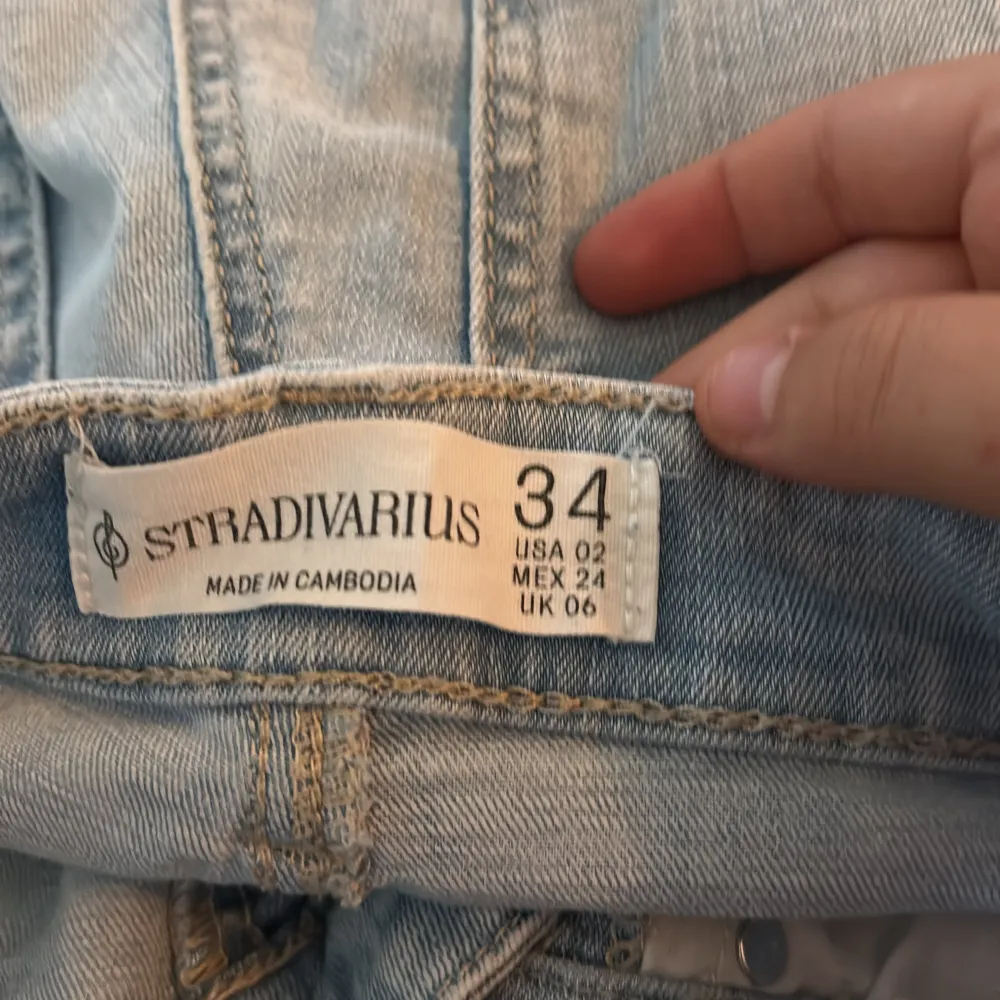 STRADIVARIUS
MADE IN CAMBODIA
34
USA 02
MEX 24
UK 06